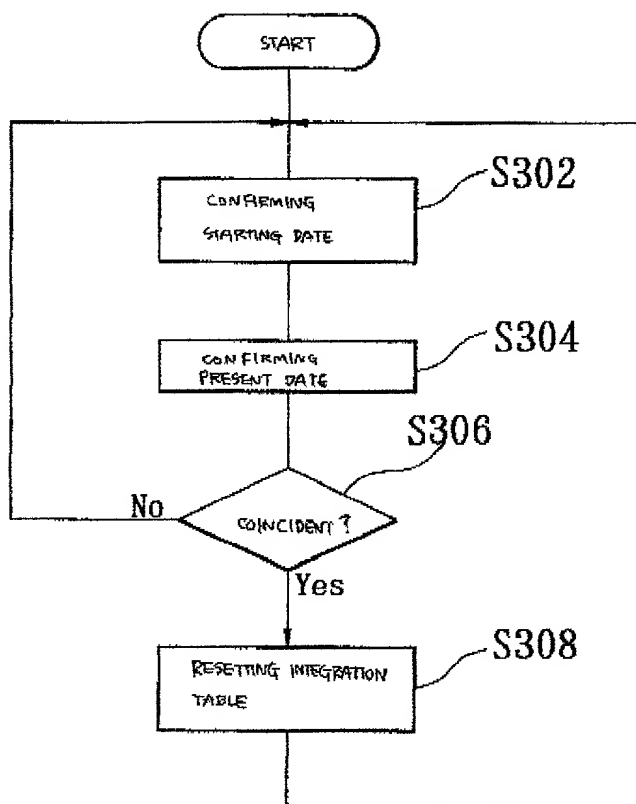 START
S302
CONFIRMING
STARTING DATE
S304
CONFIRMING
PRESENT DATE
S306
COINCIDENT?
No
Yes
S308
RESETTING INTEGRATION
TABLE